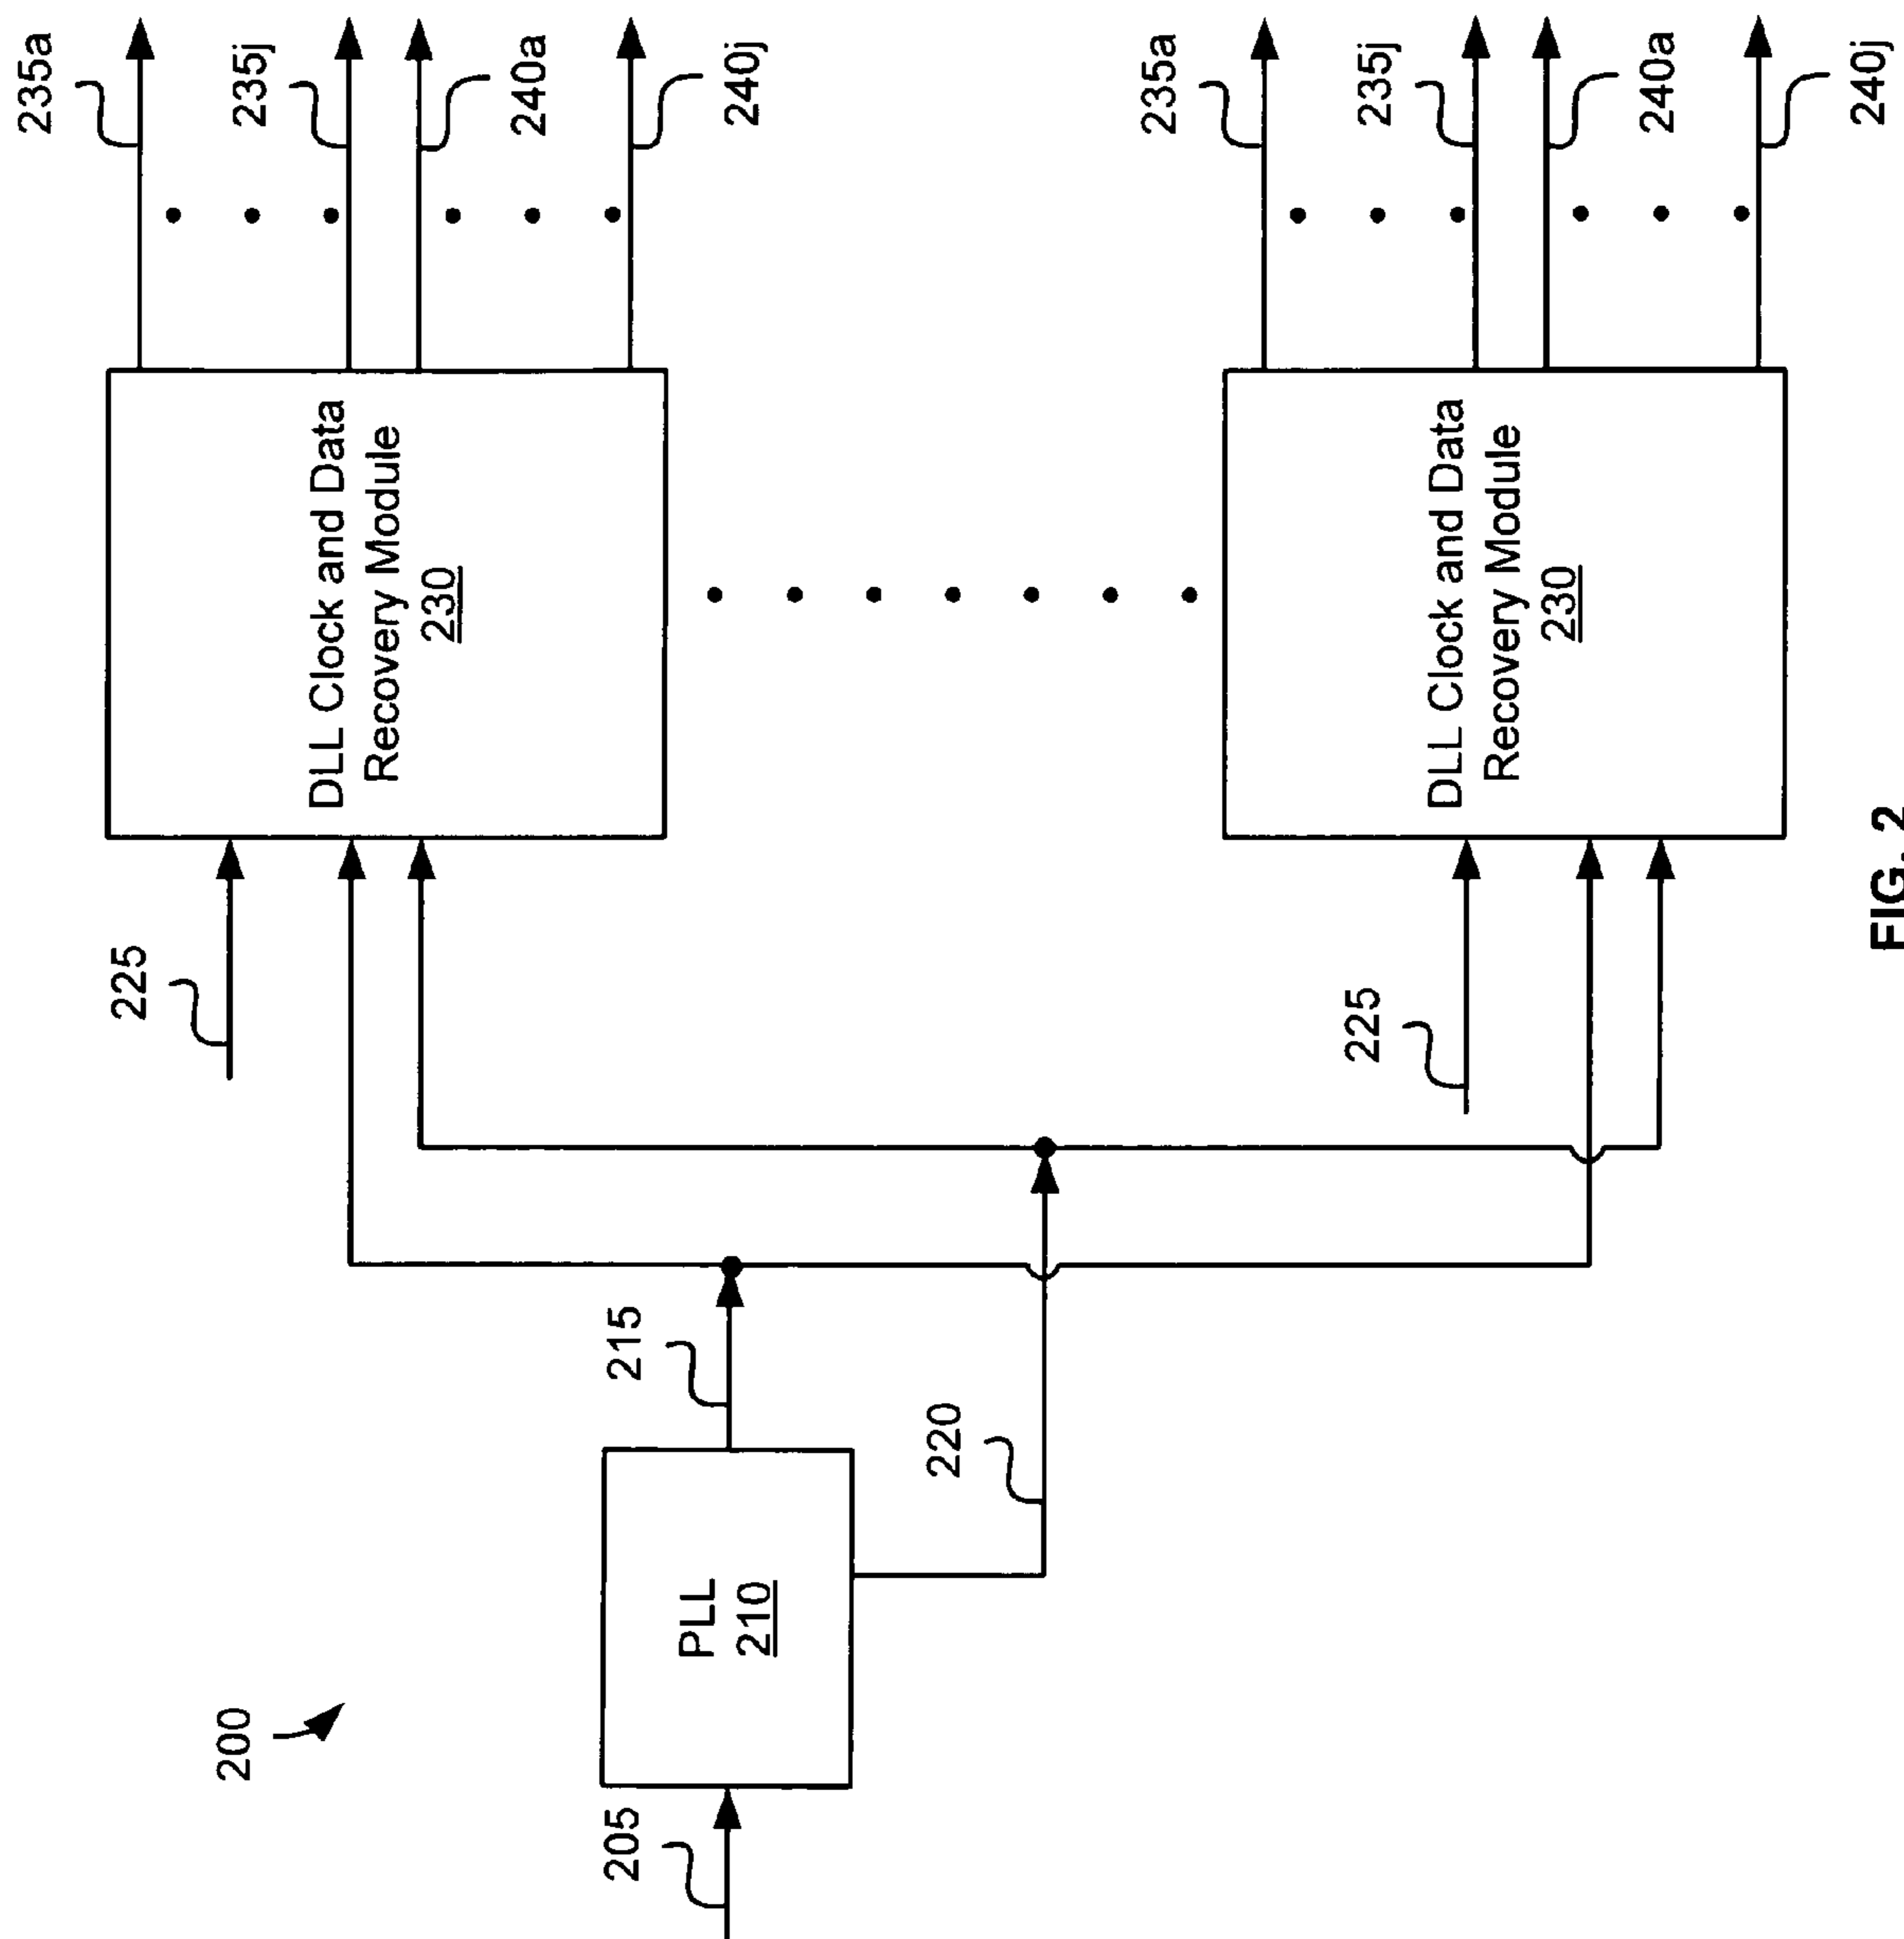 200
205
PLL
210
215
220
225
225
DLL Clock and Data
Recovery Module
230
DLL Clock and Data
Recovery Module
230
235a
235j
240a
240j
235a
235j
240a
240j
FIG. 2